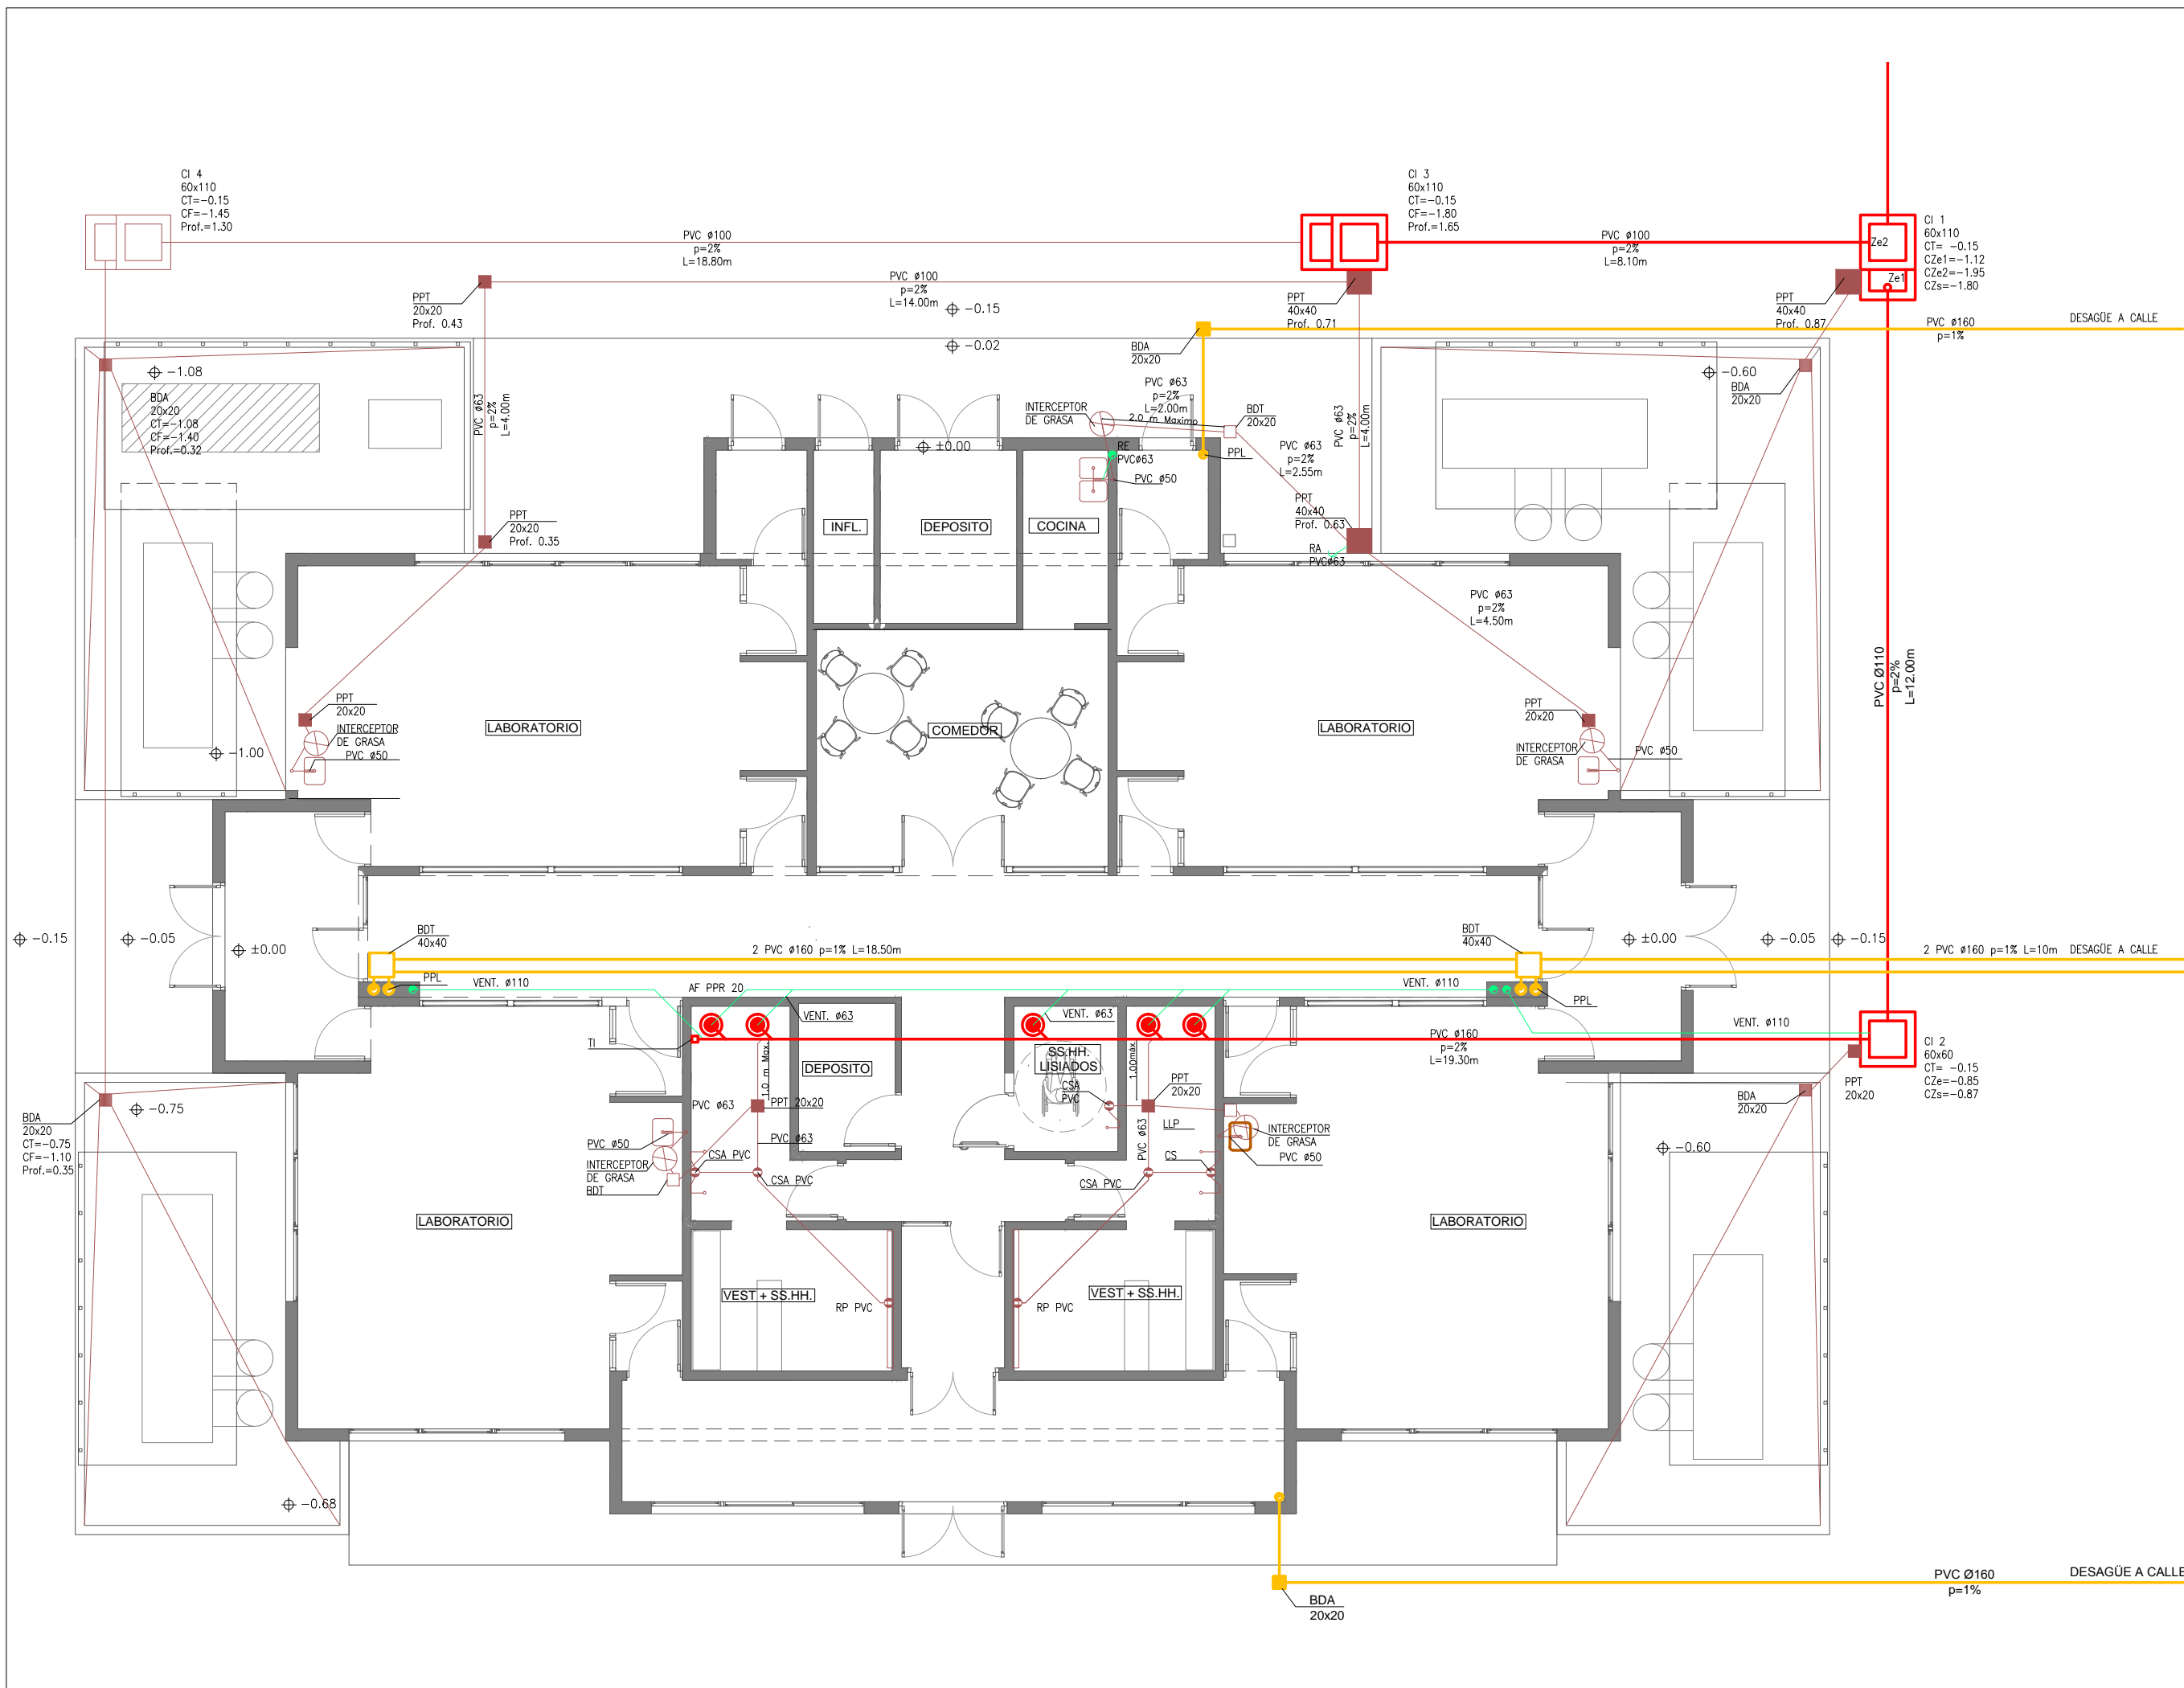 CI 4
60x110
CT=-0.15
CF=-1.45
Prof.=1.30
CI 3
60x110
CT=-0.15
CF=-1.80
Prof.=1.65
CI 1
60x110
CT= -0.15
CZe1=-1.12
CZe2=-1.95
CZs=-1.80
Ze2
Ze1
PVC ø100
p=2%
L=18.80m
PVC ø100
p=2%
L=8.10m
PVC ø100
p=2%
L=14.00m
PPT
20x20
Prof. 0.43
-0.15
-0.02
PPT
40x40
Prof. 0.71
PPT
40x40
Prof. 0.87
PVC ø160
p=1%
DESAGÜE A CALLE
BDA
20x20
-1.08
BDA
20x20
CT=-1.08
CF=-1.40
Prof.=0.32
PVC ø63
p=2%
L=4.00m
PVC ø63
p=2%
L=2.00m
INTERCEPTOR
DE GRASA
2.0 m Maximo
BDT
20x20
PVC ø63
p=2%
L=4.00m
-0.60
BDA
20x20
±0.00
RE
PVCø63
PPL
PVC ø50
PVC ø63
p=2%
L=2.55m
PPT
20x20
Prof. 0.35
INFL.
DEPOSITO
COCINA
PPT
40x40
Prof. 0.63
RA
PVCø63
PVC ø63
p=2%
L=4.50m
PVC Ø110
p=2%
L=12.00m
PPT
20x20
INTERCEPTOR
DE GRASA
PVC ø50
-1.00
LABORATORIO
COMEDOR
LABORATORIO
PPT
20x20
INTERCEPTOR
DE GRASA
PVC ø50
-0.15
-0.05
±0.00
BDT
40x40
2 PVC ø160 p=1% L=18.50m
BDT
40x40
±0.00
-0.05
-0.15
2 PVC ø160 p=1% L=10m
DESAGÜE A CALLE
PPL
VENT. ø110
AF PPR 20
VENT. ø110
PPL
VENT. ø63
VENT. ø63
VENT. ø110
TI
1.0 m Max.
DEPOSITO
SS.HH.
LISIADOS
1.00máx.
PVC ø160
p=2%
L=19.30m
CI 2
60x60
CT= -0.15
CZe=-0.85
CZs=-0.87
CSA
PVC
PPT
20x20
PPT
20x20
BDA
20x20
-0.75
BDA
20x20
CT=-0.75
CF=-1.10
Prof.=0.35
PVC ø63
PPT 20x20
PVC ø63
PVC ø63
LLP
INTERCEPTOR
DE GRASA
PVC ø50
-0.60
PVC ø50
INTERCEPTOR
DE GRASA
BDT
CSA PVC
CSA PVC
CSA PVC
CS
LABORATORIO
LABORATORIO
VEST + SS.HH.
VEST + SS.HH.
RP PVC
RP PVC
-0.68
PVC Ø160
p=1%
DESAGÜE A CALLE
BDA
20x20